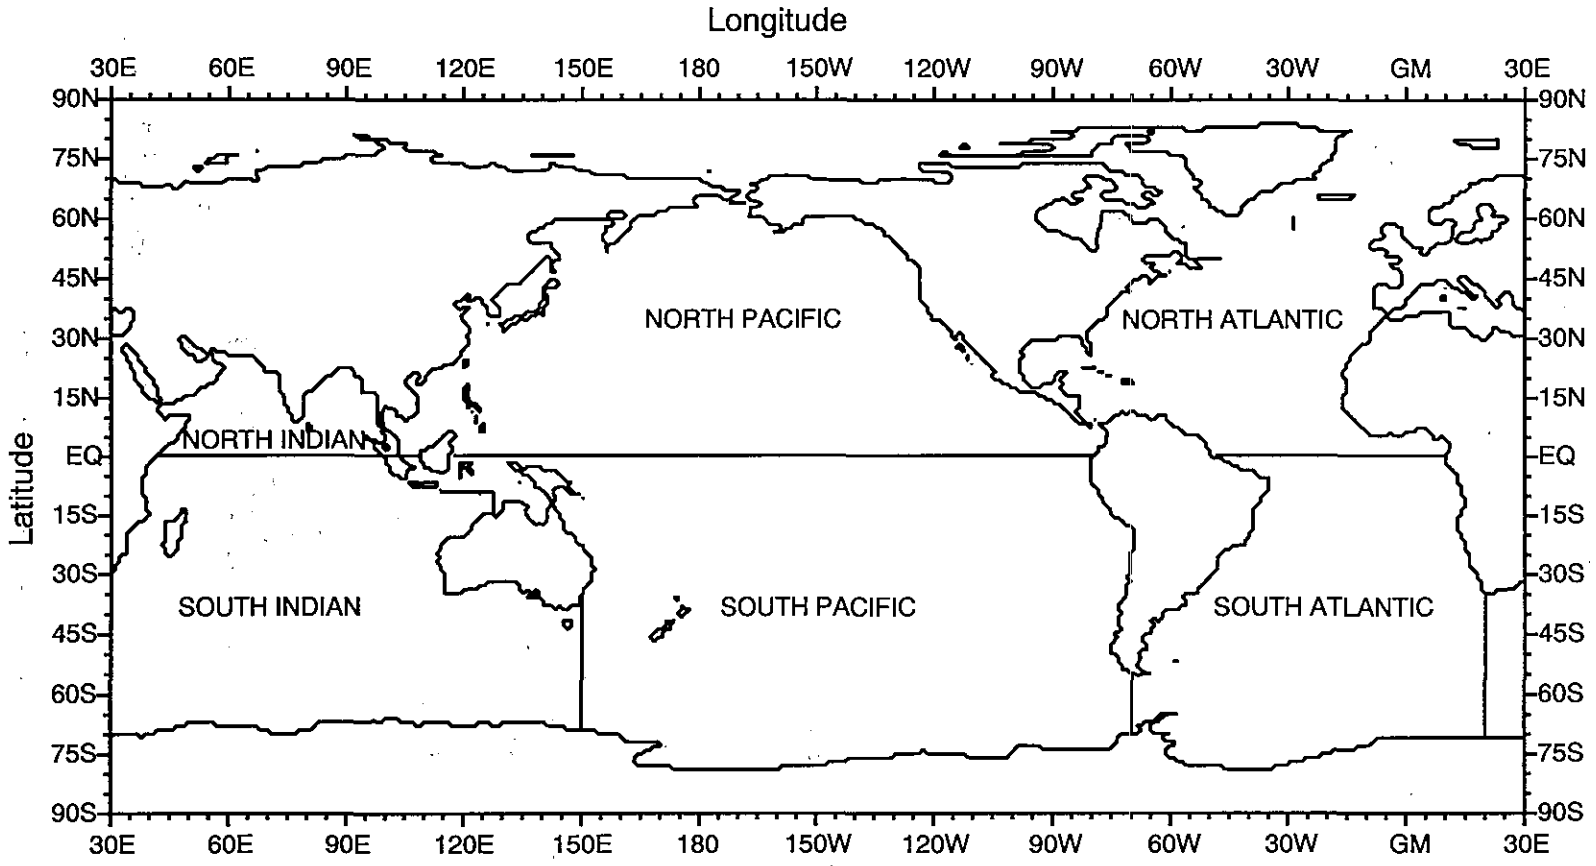 Longitude
30E 60E 90E 120E 150E 180 150W 120W 90W 60W 30W GM 30E
90N 90N
75N 75N
60N 60N
45N 45N
NORTH PACIFIC NORTH ATLANTIC
30N 30N
15N 15N
NORTH INDIAN
EQ EQ
Latitude
15S 15S
30S 30S
SOUTH INDIAN SOUTH PACIFIC SOUTH ATLANTIC
45S 45S
60S 60S
75S 75S
90S 90S
30E 60E 90E 120E 150E 180 150W 120W 90W 60W 30W GM 30E